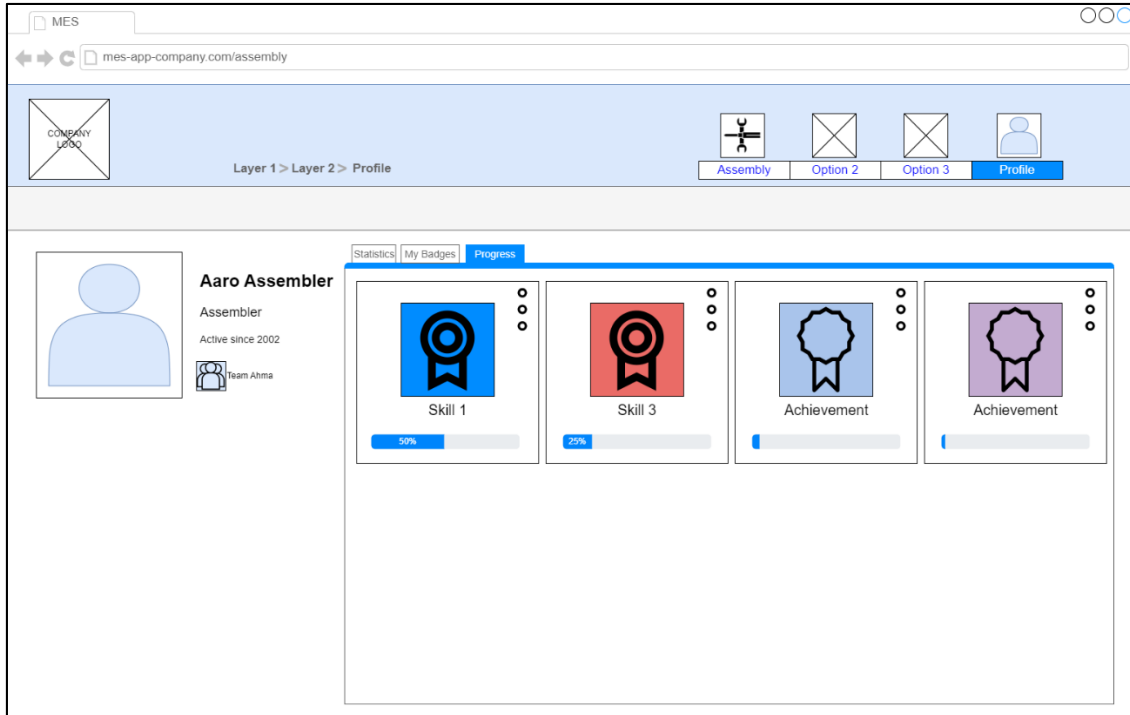 MES
mes-app-company.com/assembly
COMPANY
LOGO
Layer 1 > Layer 2 > Profile
Assembly
Option 2
Option 3
Profile
Statistics
My Badges
Progress
Aaro Assembler
Assembler
Active since 2002
Team Ahma
Skill 1
50%
Skill 3
25%
Achievement
Achievement